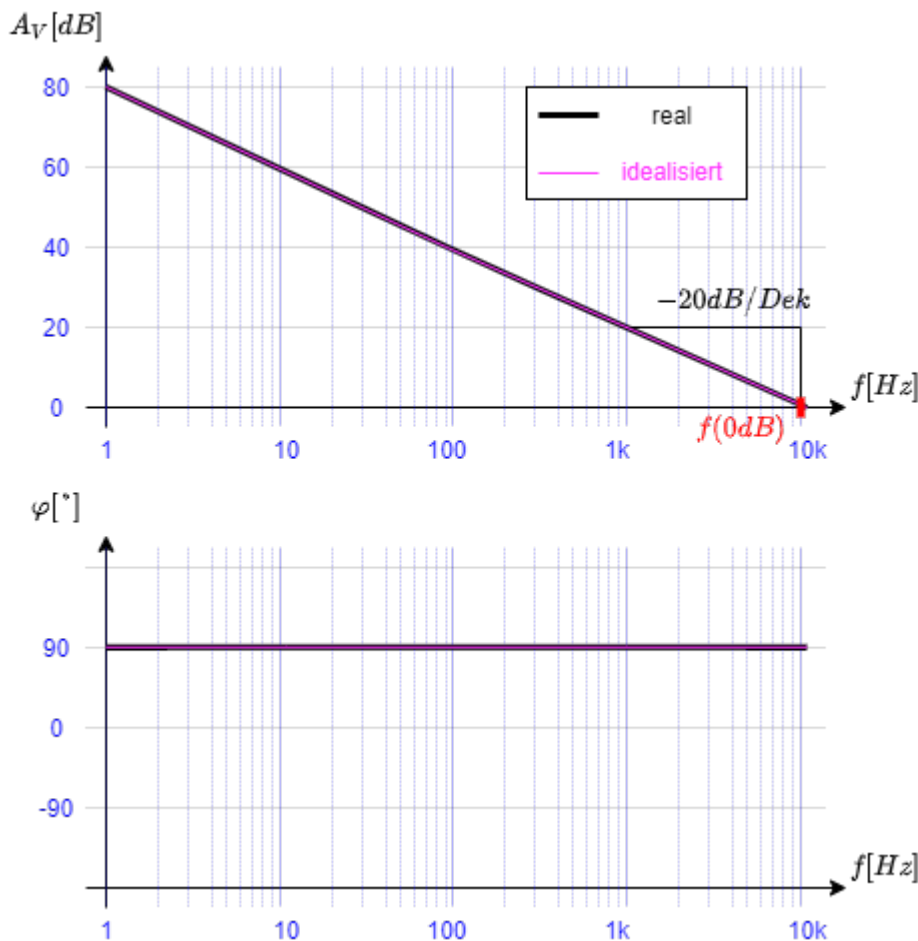 A_V[dB]
80
real
60
idealisiert
40
−20dB/Dek
20
f[Hz]
0
f(0dB)
1 10 100 1k 10k
φ[°]
90
0
-90
f[Hz]
1 10 100 1k 10k